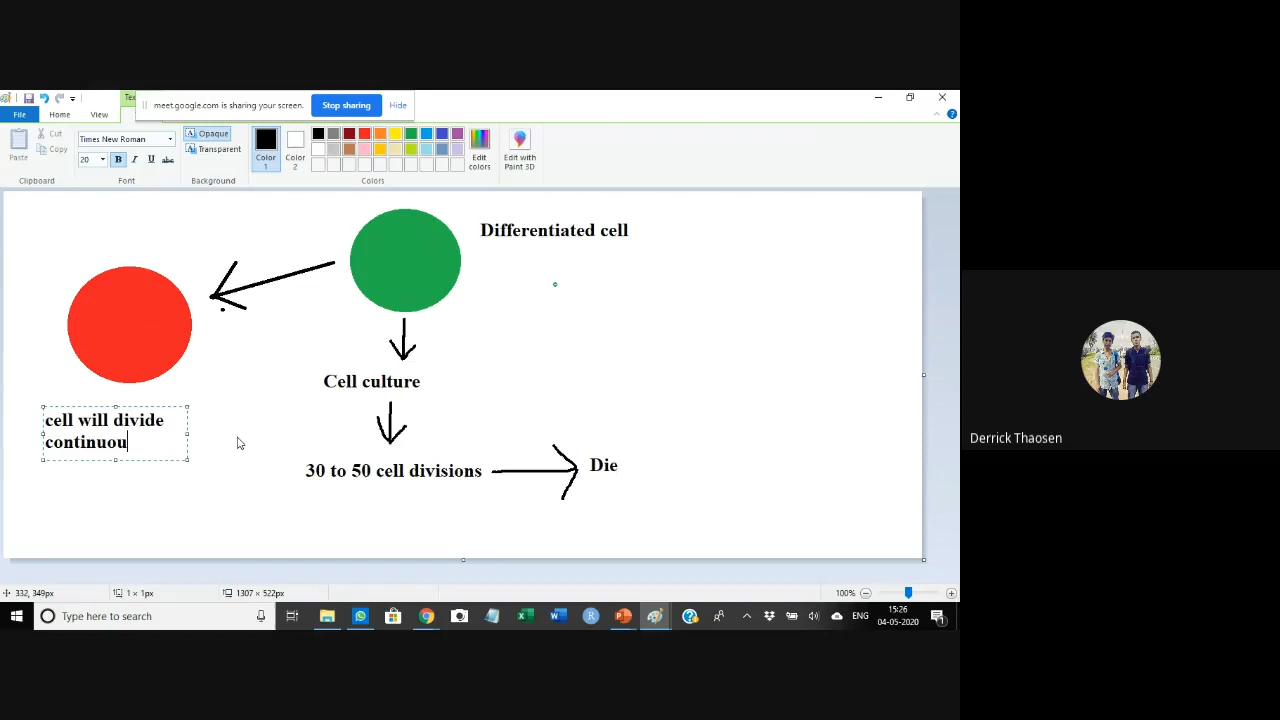 Tex
meet.google.com is sharing your screen.
Stop sharing
Hide
File
Home
View
Paste
Cut
Copy
Clipboard
Times New Roman
20
B
I
U
abc
Font
Opaque
Transparent
Background
Color
1
Color
2
Edit
colors
Colors
Edit with
Paint 3D
Differentiated cell
Cell culture
cell will divide
continuou
30 to 50 cell divisions
Die
Derrick Thaosen
332, 349px
1 × 1px
1307 × 522px
100%
Type here to search
ENG
15:26
04-05-2020